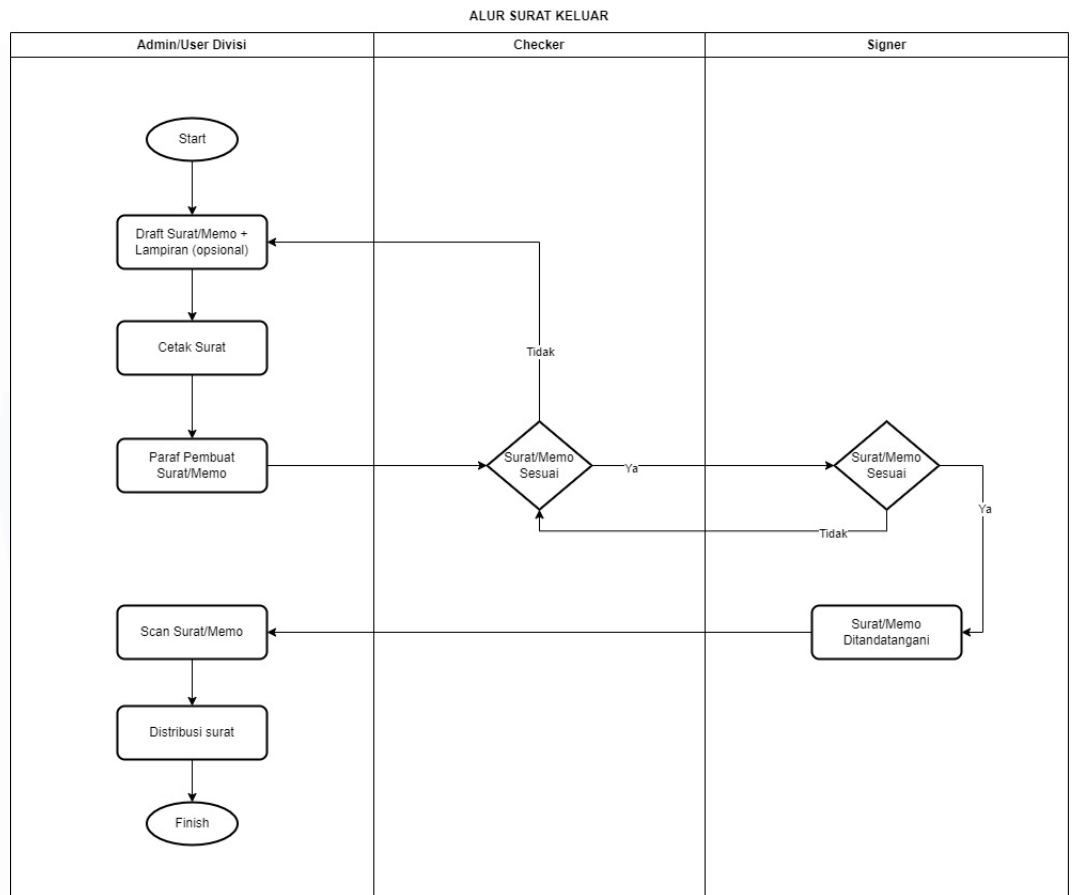 ALUR SURAT KELUAR
Admin/User Divisi
Checker
Signer
Start
Draft Surat/Memo +
Lampiran (opsional)
Cetak Surat
Tidak
Paraf Pembuat
Surat/Memo
Surat/Memo
Sesuai
Ya
Surat/Memo
Sesuai
Ya
Tidak
Scan Surat/Memo
Surat/Memo
Ditandatangani
Distribusi surat
Finish